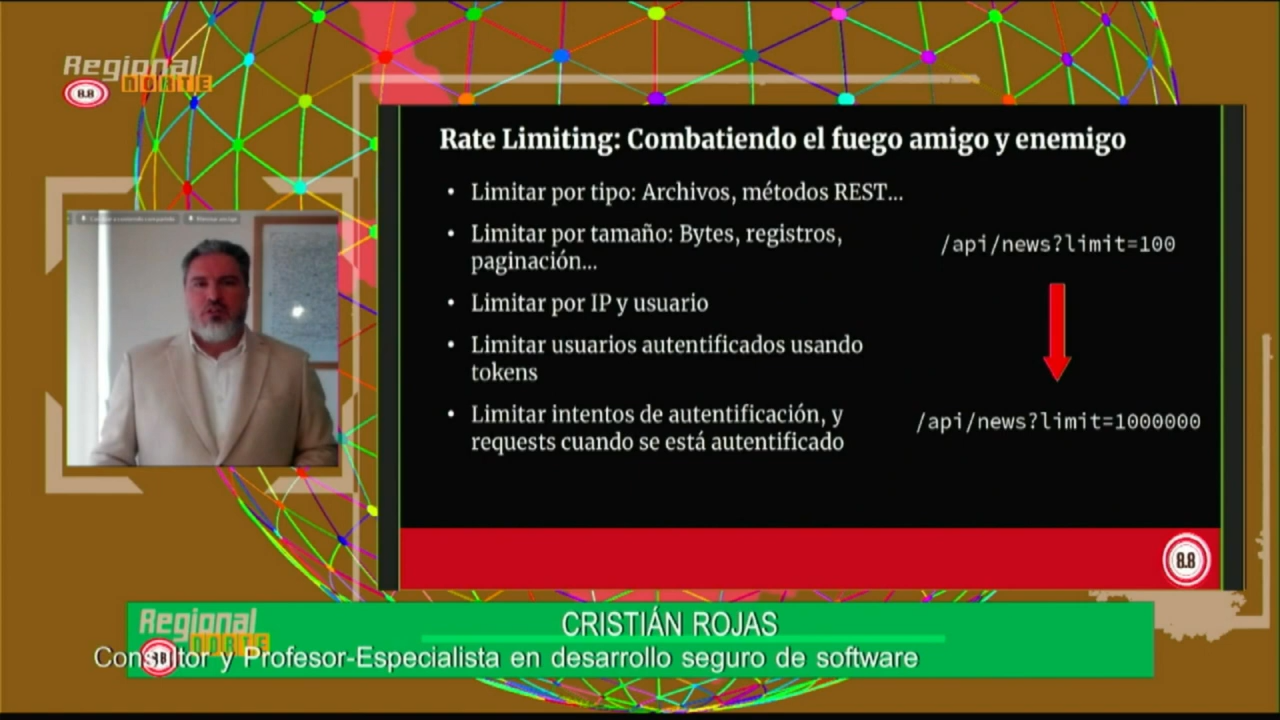 Regional
NORTE
8.8
Rate Limiting: Combatiendo el fuego amigo y enemigo
• Limitar por tipo: Archivos, métodos REST...
• Limitar por tamaño: Bytes, registros,
paginación...
• Limitar por IP y usuario
• Limitar usuarios autentificados usando
tokens
• Limitar intentos de autentificación, y
requests cuando se está autentificado
/api/news?limit=100
/api/news?limit=1000000
8.8
Regional
NORTE
CRISTIÁN ROJAS
Consultor y Profesor-Especialista en desarrollo seguro de software